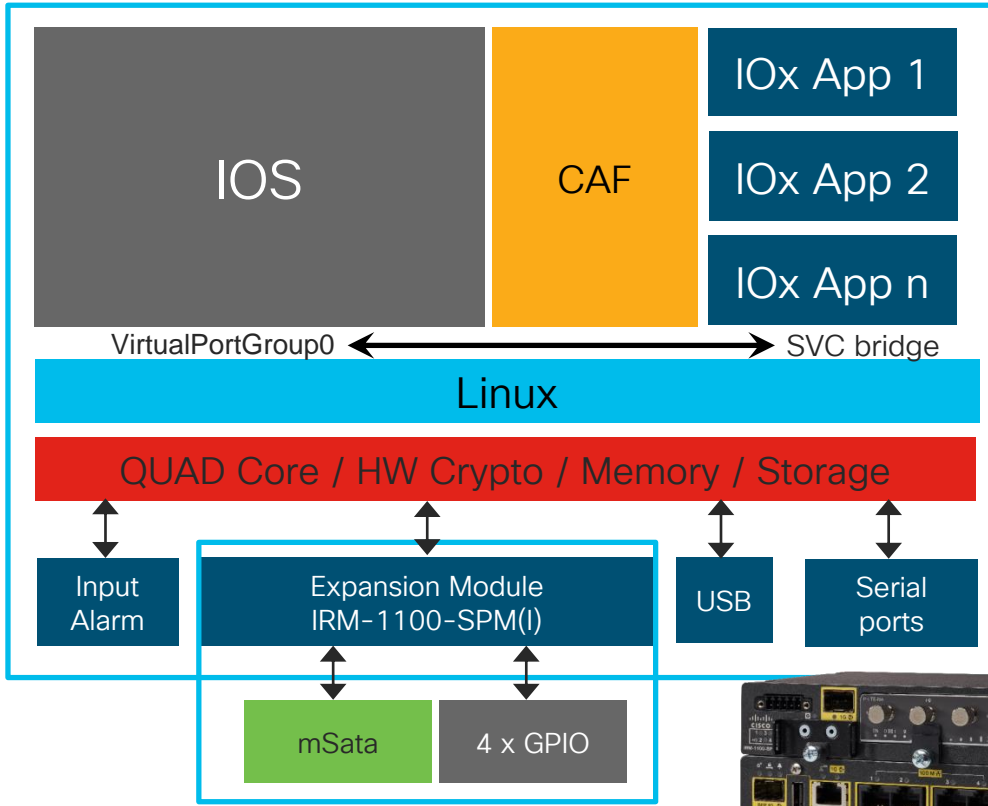 IOS
CAF
IOx App 1
IOx App 2
IOx App n
VirtualPortGroup0
SVC bridge
Linux
QUAD Core / HW Crypto / Memory / Storage
Input
Alarm
Expansion Module
IRM-1100-SPM(I)
USB
Serial
ports
mSata
4 x GPIO
CISCO